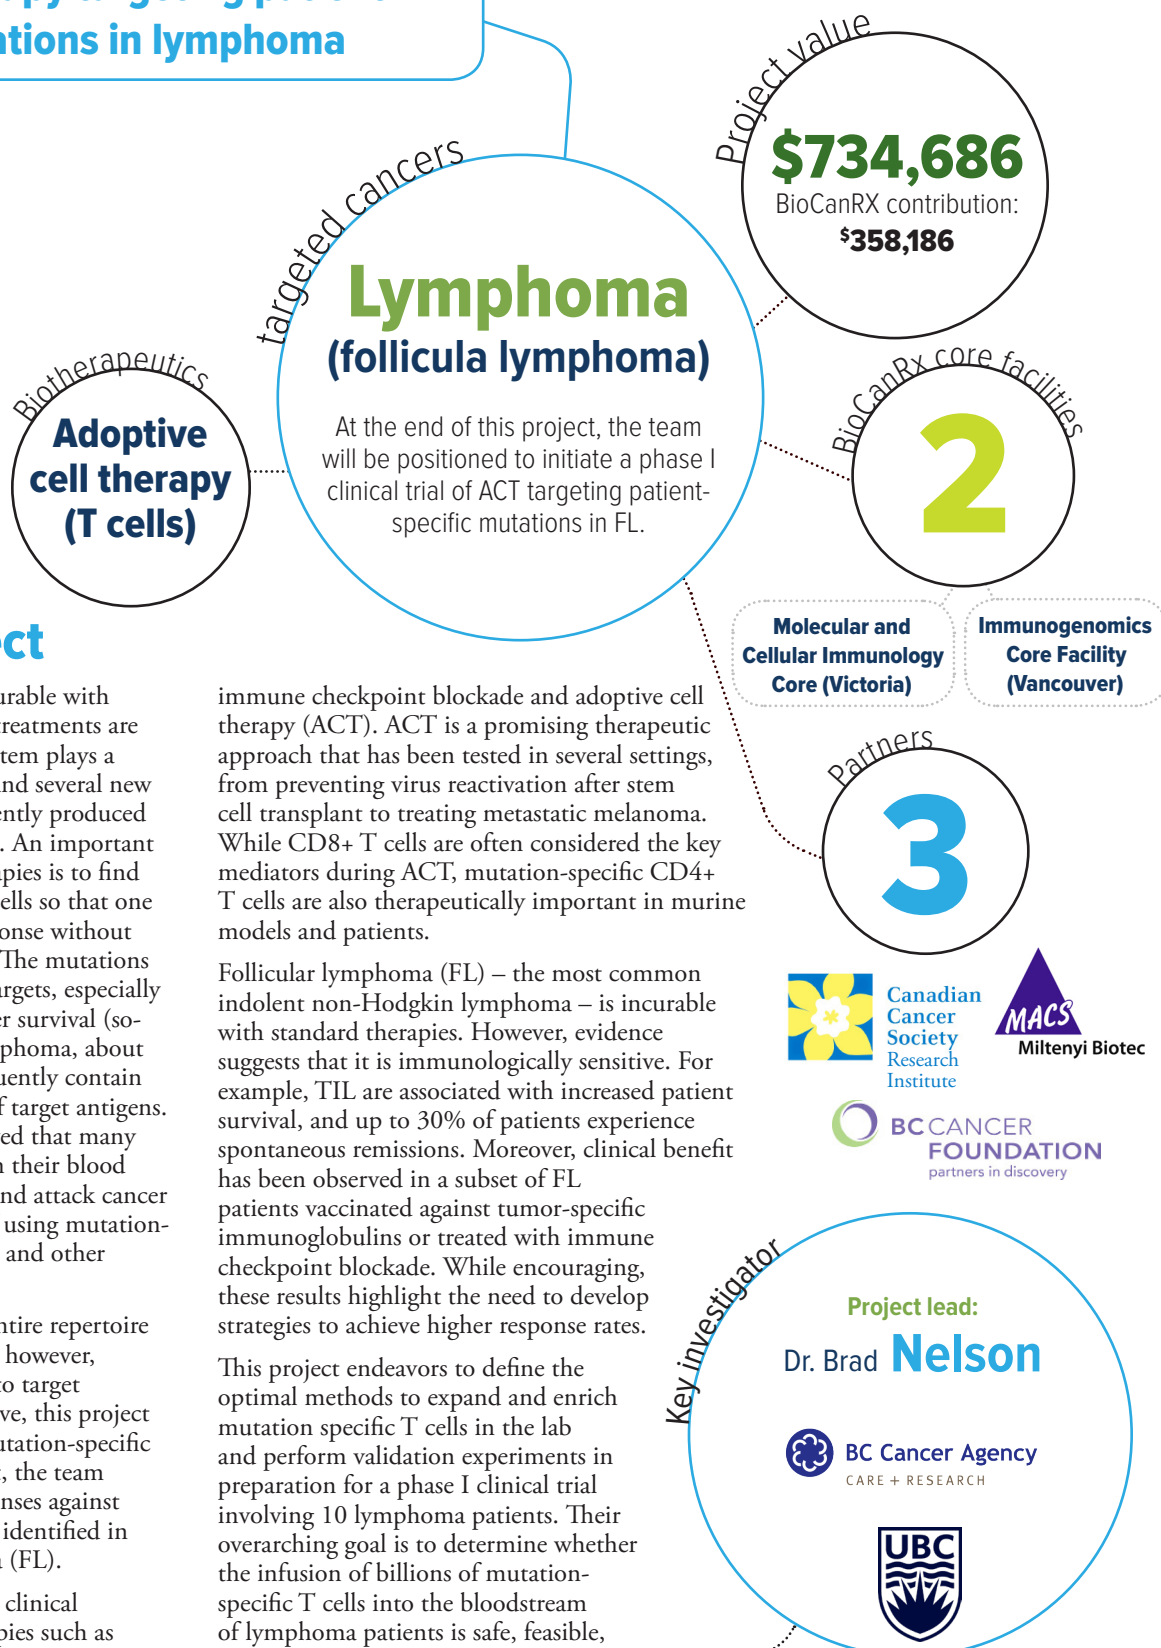 ations in lymphoma
Project value
$734,686
BioCanRX contribution:
$358,186
targeted cancers
Lymphoma
(follicula lymphoma)
At the end of this project, the team
will be positioned to initiate a phase I
clinical trial of ACT targeting patient-
specific mutations in FL.
Biotherapeutics
Adoptive
cell therapy
(T cells)
BioCanRx core facilities
2
Molecular and
Cellular Immunology
Core (Victoria)
Immunogenomics
Core Facility
(Vancouver)
Partners
3
Canadian
Cancer
Society
Research
Institute
MACS
Miltenyi Biotec
BC CANCER
FOUNDATION
partners in discovery
Key investigator
Project lead:
Dr. Brad Nelson
BC Cancer Agency
CARE + RESEARCH
UBC
ect
urable with
treatments are
tem plays a
nd several new
ently produced
. An important
apies is to find
ells so that one
onse without
The mutations
argets, especially
er survival (so-
phoma, about
uently contain
f target antigens.
ed that many
n their blood
nd attack cancer
using mutation-
and other
ntire repertoire
however,
to target
ve, this project
utation-specific
t, the team
nses against
identified in
a (FL).
clinical
pies such as
immune checkpoint blockade and adoptive cell
therapy (ACT). ACT is a promising therapeutic
approach that has been tested in several settings,
from preventing virus reactivation after stem
cell transplant to treating metastatic melanoma.
While CD8+ T cells are often considered the key
mediators during ACT, mutation-specific CD4+
T cells are also therapeutically important in murine
models and patients.
Follicular lymphoma (FL) – the most common
indolent non-Hodgkin lymphoma – is incurable
with standard therapies. However, evidence
suggests that it is immunologically sensitive. For
example, TIL are associated with increased patient
survival, and up to 30% of patients experience
spontaneous remissions. Moreover, clinical benefit
has been observed in a subset of FL
patients vaccinated against tumor-specific
immunoglobulins or treated with immune
checkpoint blockade. While encouraging,
these results highlight the need to develop
strategies to achieve higher response rates.
This project endeavors to define the
optimal methods to expand and enrich
mutation specific T cells in the lab
and perform validation experiments in
preparation for a phase I clinical trial
involving 10 lymphoma patients. Their
overarching goal is to determine whether
the infusion of billions of mutation-
specific T cells into the bloodstream
of lymphoma patients is safe, feasible,